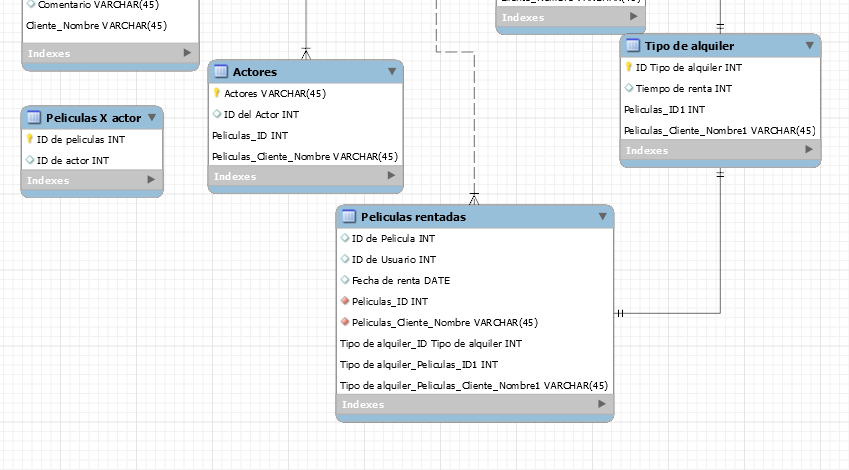 Comentario VARCHAR(45)
Cliente_Nombre VARCHAR(45)
Indexes
Indexes
Tipo de alquiler
ID Tipo de alquiler INT
Tiempo de renta INT
Peliculas_ID1 INT
Peliculas_Cliente_Nombre1 VARCHAR(45)
Indexes
Actores
Actores VARCHAR(45)
ID del Actor INT
Peliculas_ID INT
Peliculas_Cliente_Nombre VARCHAR(45)
Indexes
Peliculas X actor
ID de peliculas INT
ID de actor INT
Indexes
Peliculas rentadas
ID de Pelicula INT
ID de Usuario INT
Fecha de renta DATE
Peliculas_ID INT
Peliculas_Cliente_Nombre VARCHAR(45)
Tipo de alquiler_ID Tipo de alquiler INT
Tipo de alquiler_Peliculas_ID1 INT
Tipo de alquiler_Peliculas_Cliente_Nombre1 VARCHAR(45)
Indexes